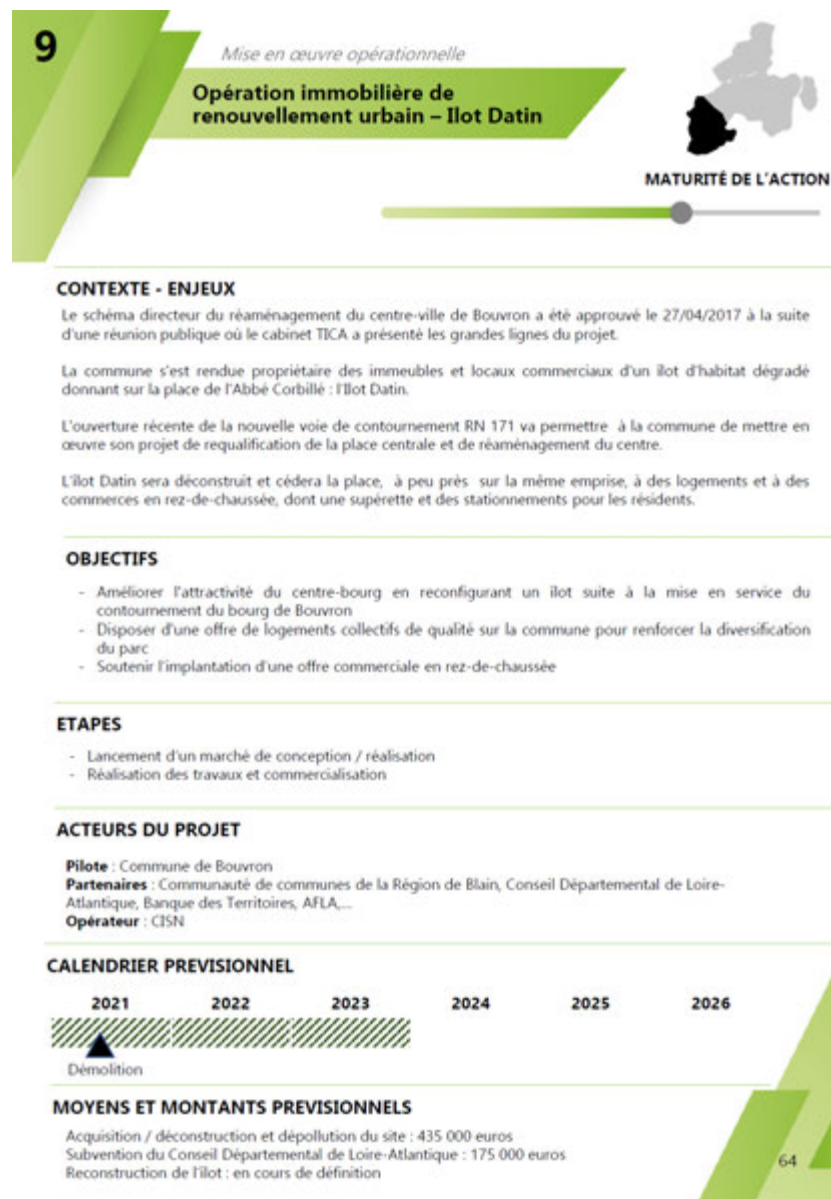 9
Mise en œuvre opérationnelle
Opération immobilière de
renouvellement urbain – Ilot Datin
MATURITÉ DE L'ACTION
CONTEXTE - ENJEUX
Le schéma directeur du réaménagement du centre-ville de Bouvron a été approuvé le 27/04/2017 à la suite
d'une réunion publique où le cabinet TICA a présenté les grandes lignes du projet.
La commune s'est rendue propriétaire des immeubles et locaux commerciaux d'un îlot d'habitat dégradé
donnant sur la place de l'Abbé Corbillé : l'Ilot Datin.
L'ouverture récente de la nouvelle voie de contournement RN 171 va permettre à la commune de mettre en
œuvre son projet de requalification de la place centrale et de réaménagement du centre.
L'îlot Datin sera déconstruit et cédera la place, à peu près sur la même emprise, à des logements et à des
commerces en rez-de-chaussée, dont une supérette et des stationnements pour les résidents.
OBJECTIFS
- Améliorer l'attractivité du centre-bourg en reconfigurant un îlot suite à la mise en service du
contournement du bourg de Bouvron
- Disposer d'une offre de logements collectifs de qualité sur la commune pour renforcer la diversification
du parc
- Soutenir l'implantation d'une offre commerciale en rez-de-chaussée
ETAPES
- Lancement d'un marché de conception / réalisation
- Réalisation des travaux et commercialisation
ACTEURS DU PROJET
Pilote : Commune de Bouvron
Partenaires : Communauté de communes de la Région de Blain, Conseil Départemental de Loire-
Atlantique, Banque des Territoires, AFLA,...
Opérateur : CISN
CALENDRIER PREVISIONNEL
2021 2022 2023 2024 2025 2026
Démolition
MOYENS ET MONTANTS PREVISIONNELS
Acquisition / déconstruction et dépollution du site : 435 000 euros
Subvention du Conseil Départemental de Loire-Atlantique : 175 000 euros
Reconstruction de l'îlot : en cours de définition
64